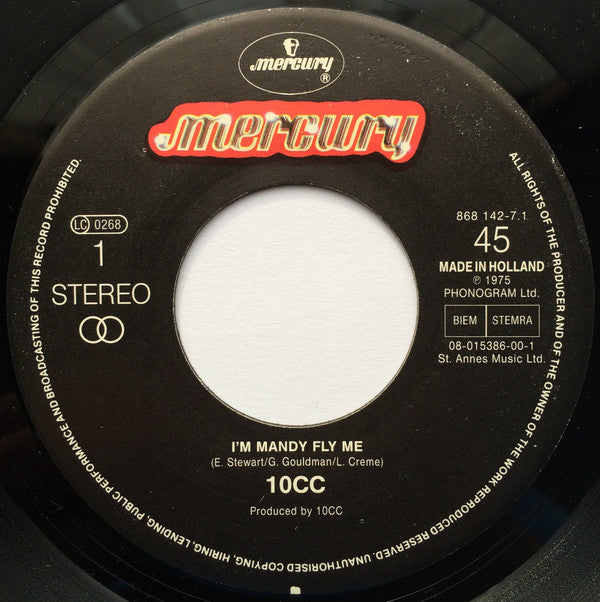 mercury
®
mercury
LC 0268
1
STEREO
868 142-7.1
45
MADE IN HOLLAND
℗ 1975
PHONOGRAM Ltd.
BIEM STEMRA
08-015386-00-1
St. Annes Music Ltd.
I'M MANDY FLY ME
(E. Stewart/G. Gouldman/L. Creme)
10CC
Produced by 10CC
ALL RIGHTS OF THE PRODUCER AND OF THE OWNER OF THE WORK REPRODUCED RESERVED. UNAUTHORISED COPYING, HIRING, LENDING, PUBLIC PERFORMANCE AND BROADCASTING OF THIS RECORD PROHIBITED.